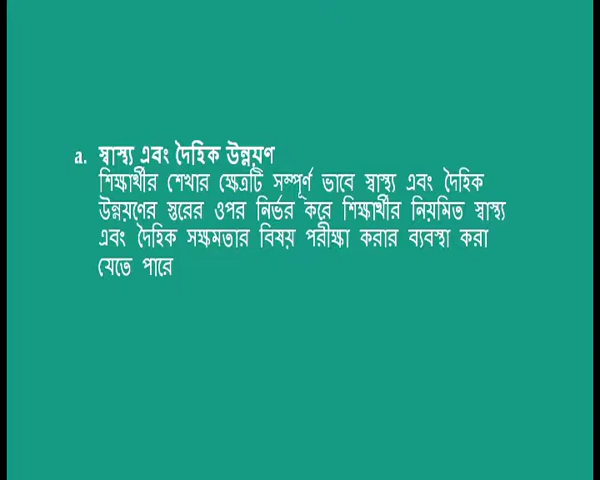 a. স্বাস্থ্য এবং দৈহিক উন্নয়ণ
শিক্ষার্থীর শেখার ক্ষেত্রটি সম্পূর্ণ ভাবে স্বাস্থ্য এবং দৈহিক
উন্নয়ণের স্তরের ওপর নির্ভর করে শিক্ষার্থীর নিয়মিত স্বাস্থ্য
এবং দৈহিক সক্ষমতার বিষয় পরীক্ষা করার ব্যবস্থা করা
যেতে পারে